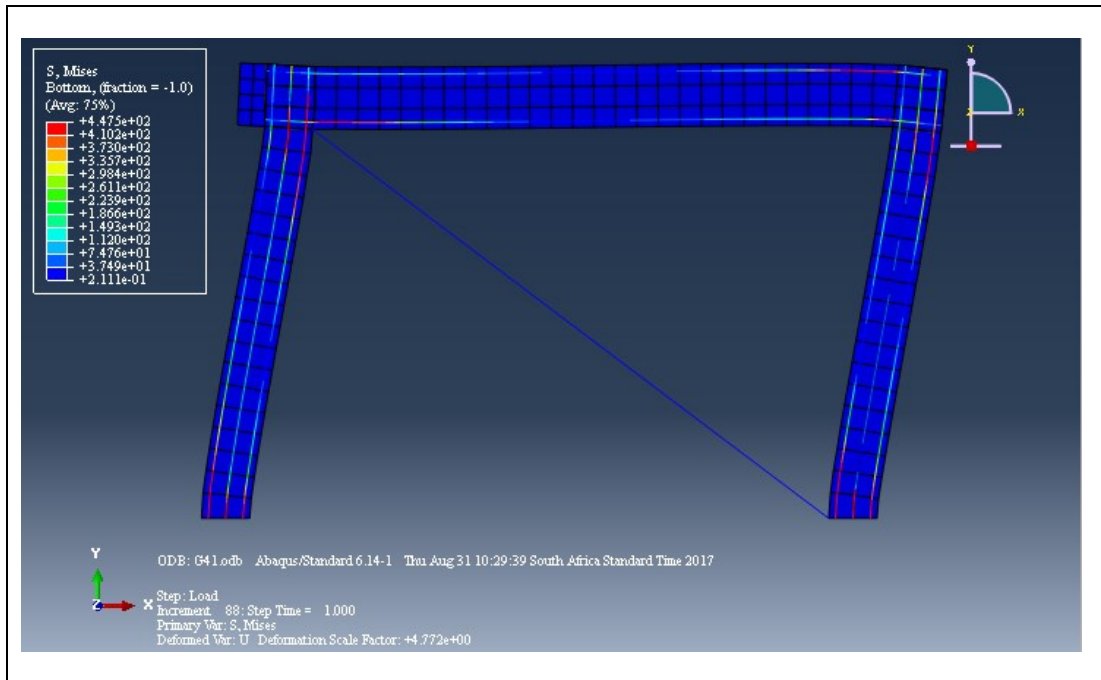 S, Mises
Bottom, (fraction = -1.0)
(Avg: 75%)
+4.475e+02
+4.102e+02
+3.730e+02
+3.357e+02
+2.984e+02
+2.611e+02
+2.239e+02
+1.866e+02
+1.493e+02
+1.120e+02
+7.476e+01
+3.749e+01
+2.111e-01
Y
Z X
Y
Z X
ODB: G41.odb Abaqus/Standard 6.14-1 Thu Aug 31 10:29:39 South Africa Standard Time 2017
Step: Load
Increment 88: Step Time = 1.000
Primary Var: S, Mises
Deformed Var: U Deformation Scale Factor: +4.772e+00